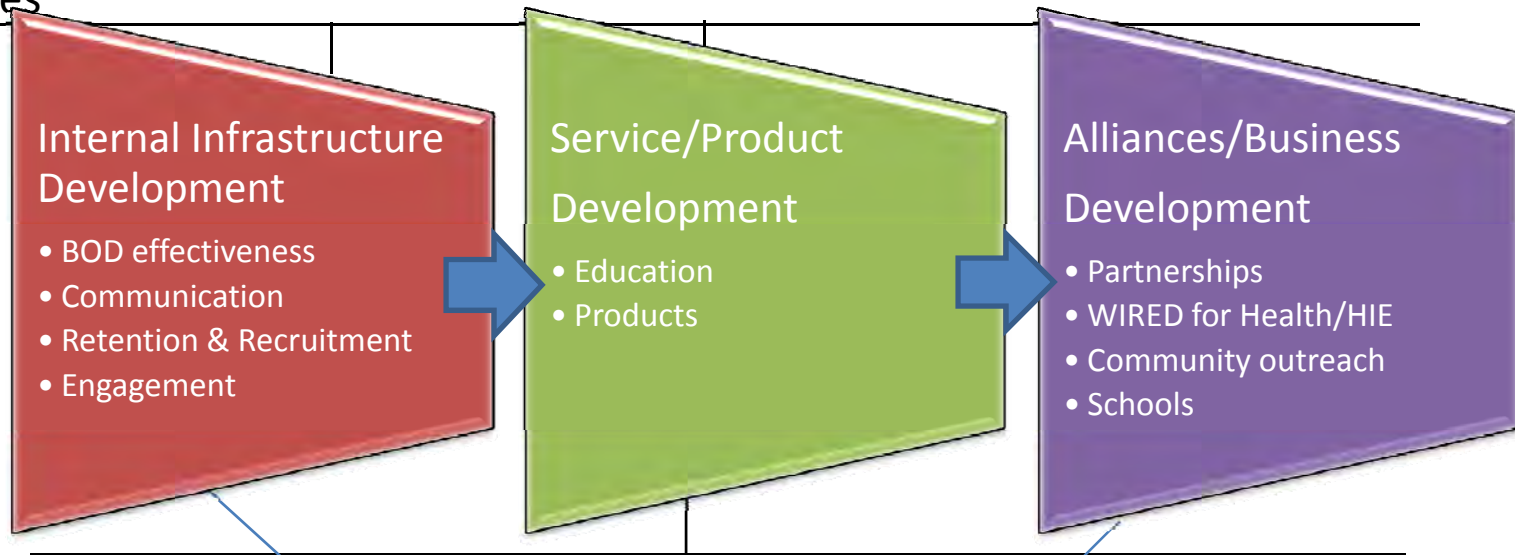 es
Internal Infrastructure
Development
• BOD effectiveness
• Communication
• Retention & Recruitment
• Engagement
Service/Product
Development
• Education
• Products
Alliances/Business
Development
• Partnerships
• WIRED for Health/HIE
• Community outreach
• Schools